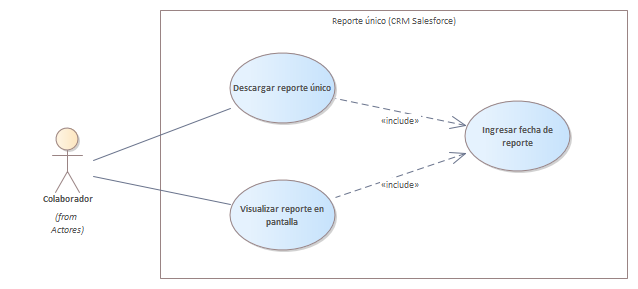 Reporte único (CRM Salesforce)
Descargar reporte único
«include»
Ingresar fecha de
reporte
«include»
Colaborador
(from
Actores)
Visualizar reporte en
pantalla